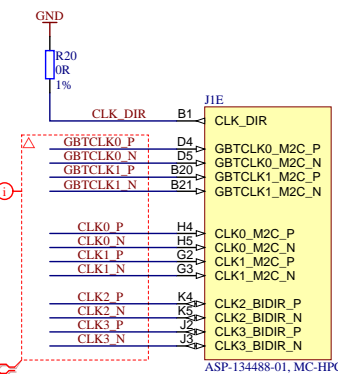 GND
R20
0R
1%
CLK_DIR B1 J1E
CLK_DIR
GBTCLK0_P D4 GBTCLK0_M2C_P
GBTCLK0_N D5 GBTCLK0_M2C_N
GBTCLK1_P B20 GBTCLK1_M2C_P
GBTCLK1_N B21 GBTCLK1_M2C_N
i
CLK0_P H4 CLK0_M2C_P
CLK0_N H5 CLK0_M2C_N
CLK1_P G2 CLK1_M2C_P
CLK1_N G3 CLK1_M2C_N
CLK2_P K4 CLK2_BIDIR_P
CLK2_N K5 CLK2_BIDIR_N
CLK3_P J2 CLK3_BIDIR_P
CLK3_N J3 CLK3_BIDIR_N
ASP-134488-01, MC-HPC